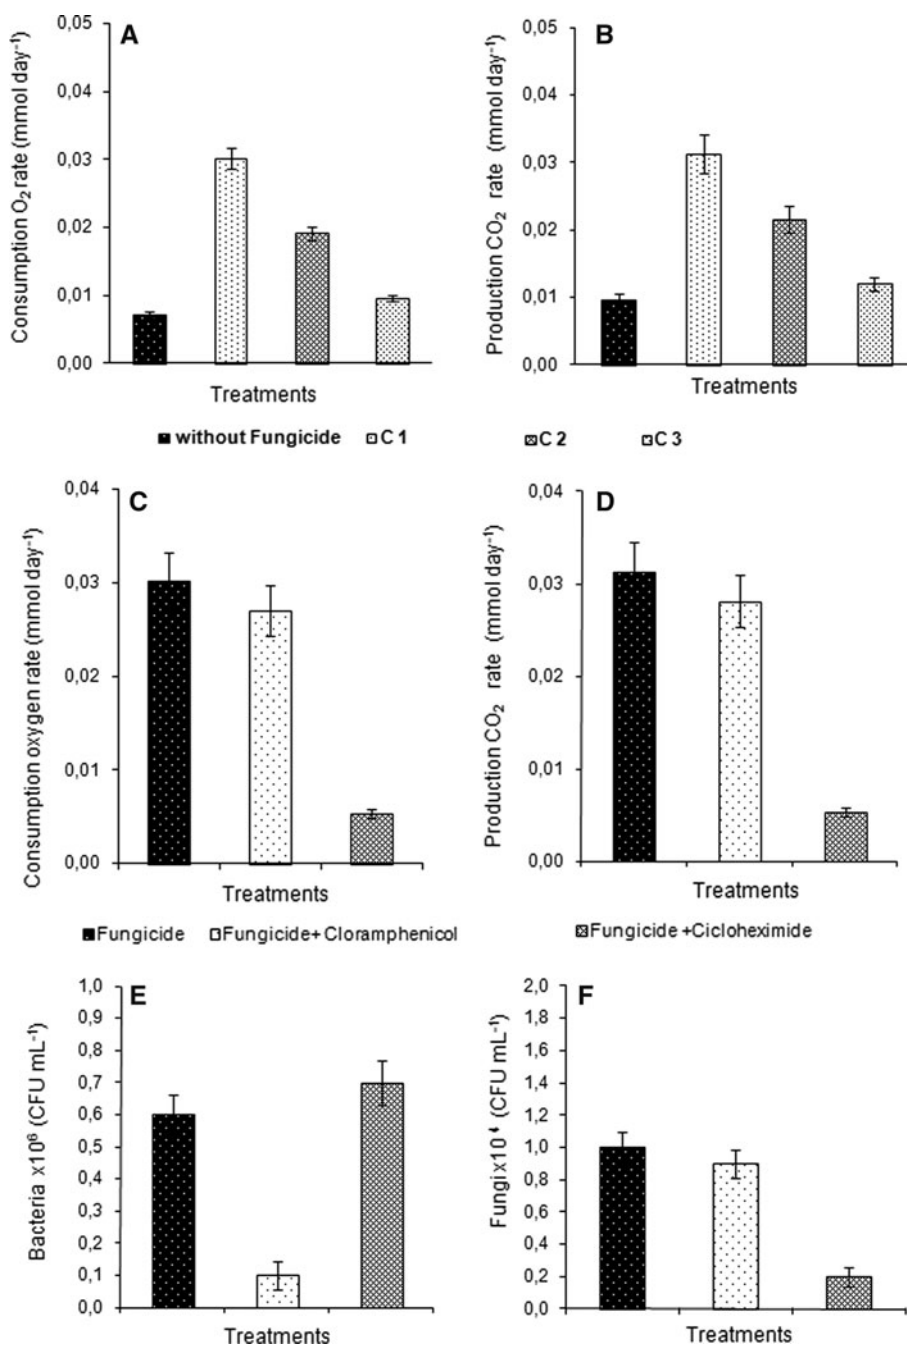 A
Consumption O₂ rate (mmol day⁻¹)
0,05
0,04
0,03
0,02
0,01
0,00
Treatments
B
Production CO₂ rate (mmol day⁻¹)
0,05
0,04
0,03
0,02
0,01
0,00
Treatments
without Fungicide C 1 C 2 C 3
C
Consumption oxygen rate (mmol day⁻¹)
0,04
0,03
0,02
0,01
0,00
Treatments
D
Production CO₂ rate (mmol day⁻¹)
0,04
0,03
0,02
0,01
0,00
Treatments
Fungicide Fungicide+ Cloramphenicol Fungicide +Cicloheximide
E
Bacteria x10⁶ (CFU mL⁻¹)
1,0
0,9
0,8
0,7
0,6
0,5
0,4
0,3
0,2
0,1
0,0
Treatments
F
Fungi x10⁴ (CFU mL⁻¹)
2,0
1,8
1,6
1,4
1,2
1,0
0,8
0,6
0,4
0,2
0,0
Treatments